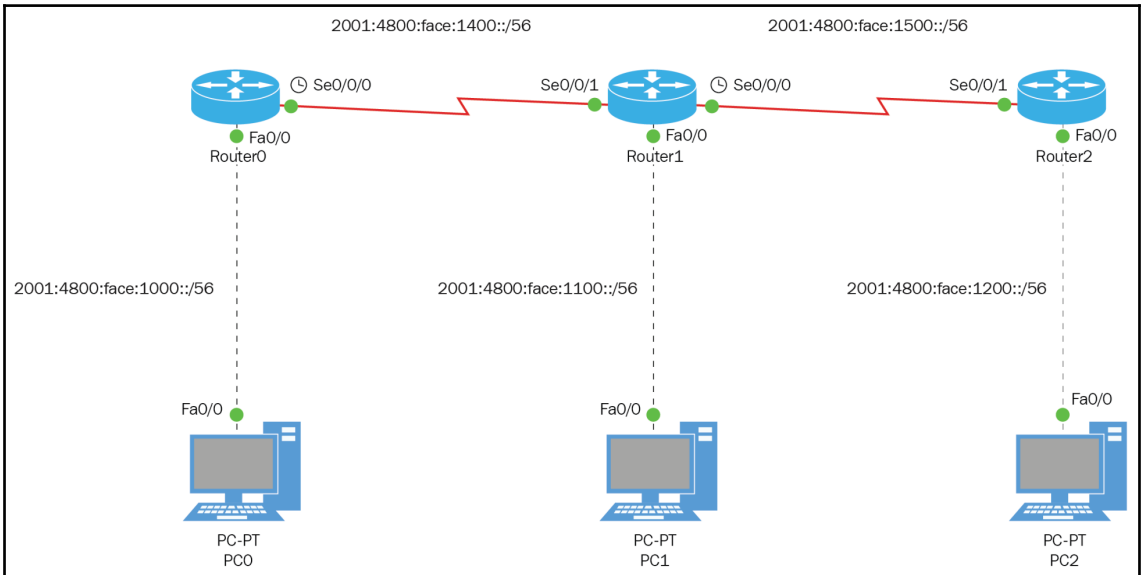 2001:4800:face:1400::/56
2001:4800:face:1500::/56
Se0/0/0
Se0/0/1
Se0/0/0
Se0/0/1
Fa0/0
Fa0/0
Fa0/0
Router0
Router1
Router2
2001:4800:face:1000::/56
2001:4800:face:1100::/56
2001:4800:face:1200::/56
Fa0/0
Fa0/0
Fa0/0
PC-PT
PC0
PC-PT
PC1
PC-PT
PC2